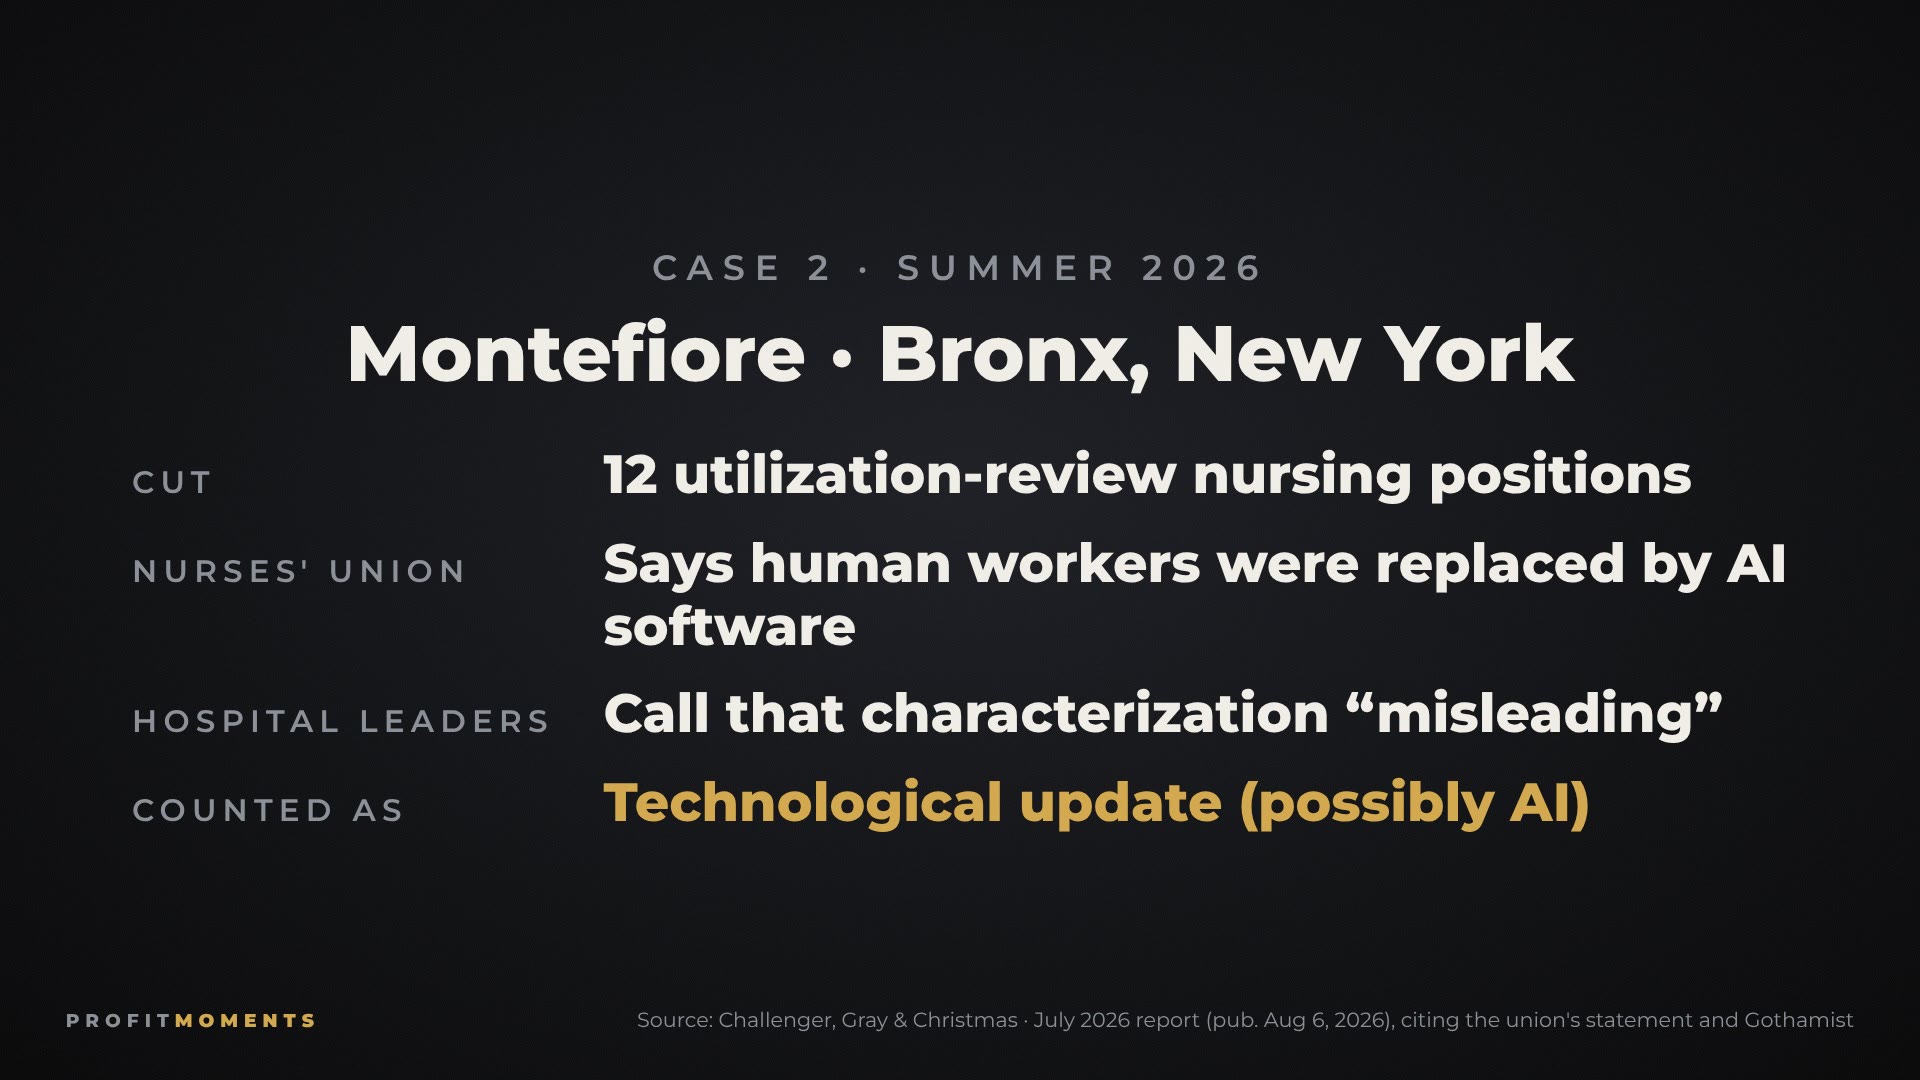 CASE 2 · SUMMER 2026
Montefiore · Bronx, New York
CUT 12 utilization-review nursing positions
NURSES' UNION Says human workers were replaced by AI
software
HOSPITAL LEADERS Call that characterization “misleading”
COUNTED AS Technological update (possibly AI)
PROFITMOMENTS Source: Challenger, Gray & Christmas · July 2026 report (pub. Aug 6, 2026), citing the union's statement and Gothamist